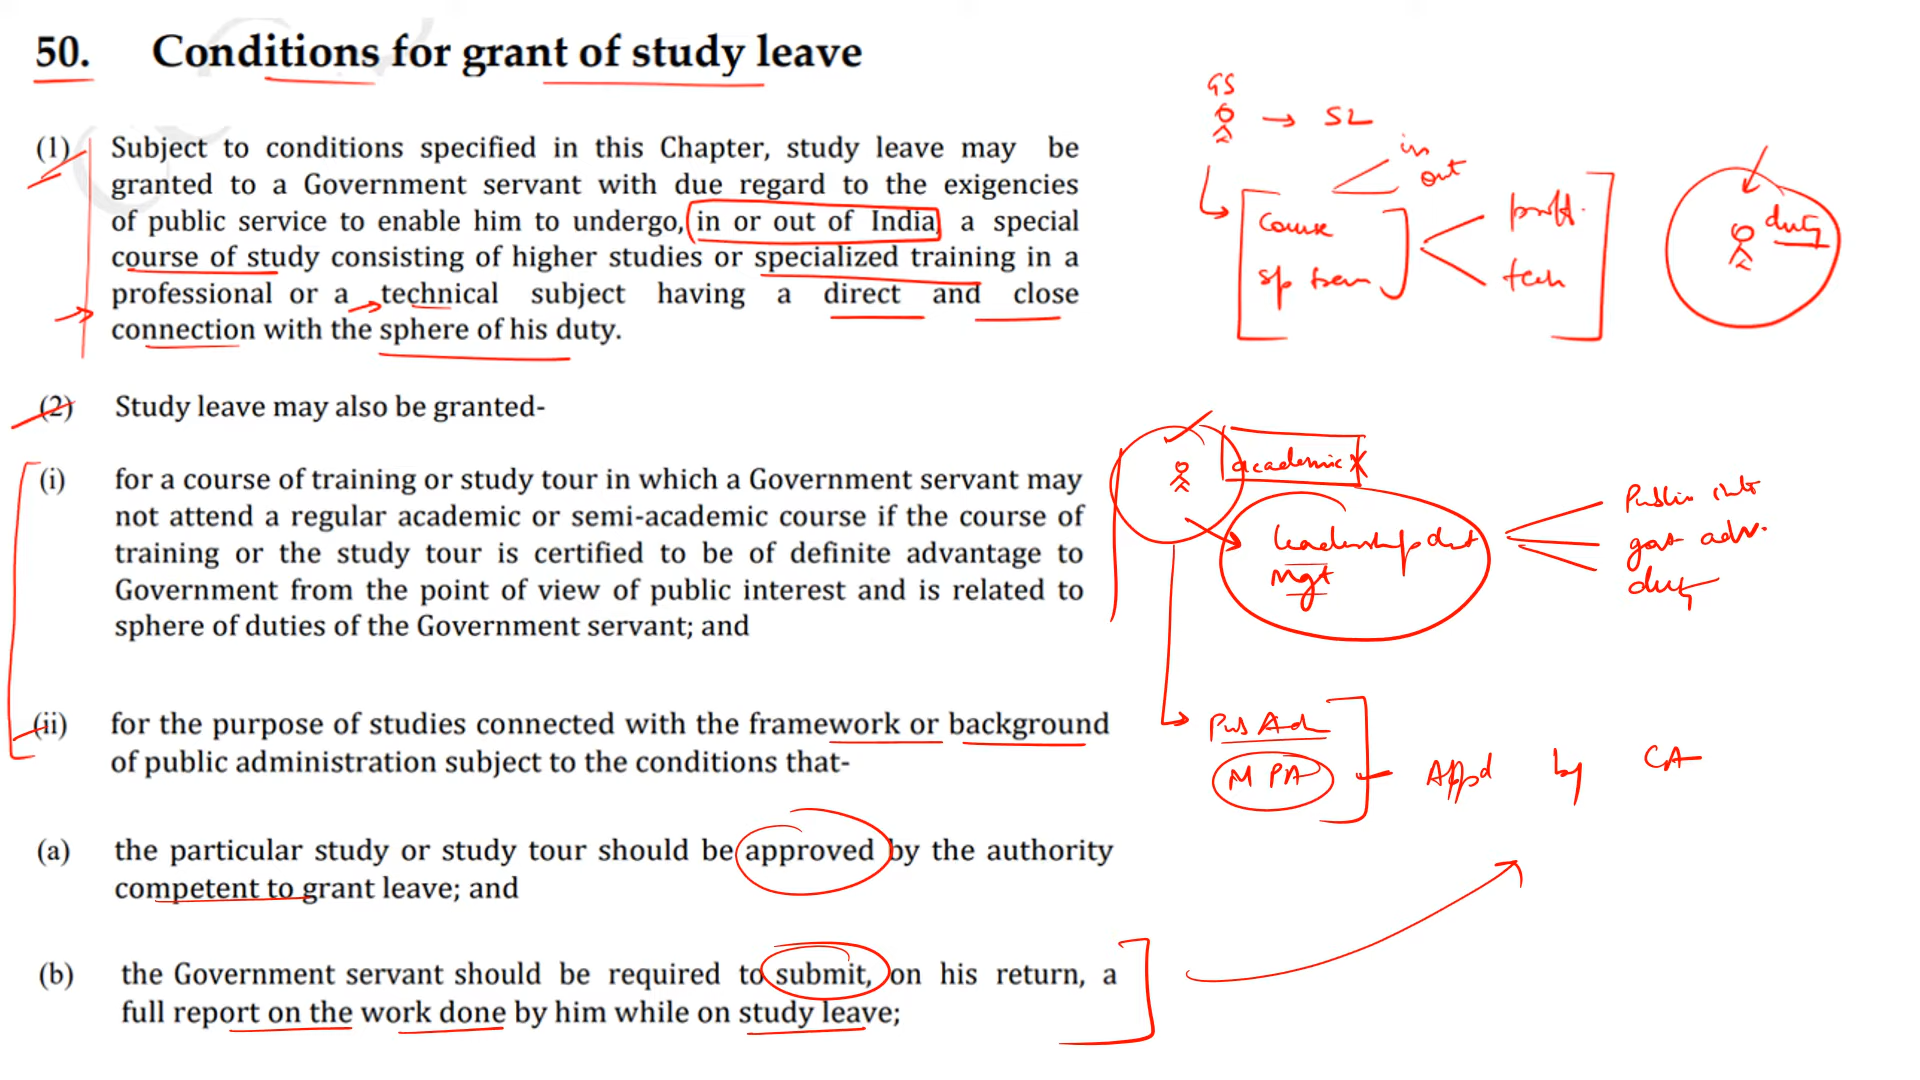 50. Conditions for grant of study leave
(1) Subject to conditions specified in this Chapter, study leave may be
granted to a Government servant with due regard to the exigencies
of public service to enable him to undergo, in or out of India, a special
course of study consisting of higher studies or specialized training in a
professional or a technical subject having a direct and close
connection with the sphere of his duty.
(2) Study leave may also be granted-
(i) for a course of training or study tour in which a Government servant may
not attend a regular academic or semi-academic course if the course of
training or the study tour is certified to be of definite advantage to
Government from the point of view of public interest and is related to
sphere of duties of the Government servant; and
(ii) for the purpose of studies connected with the framework or background
of public administration subject to the conditions that-
(a) the particular study or study tour should be approved by the authority
competent to grant leave; and
(b) the Government servant should be required to submit, on his return, a
full report on the work done by him while on study leave;
GS
→ SL
in
out
course
sp
tech
duty
academic
leadership
Mgt
Public
govt adv.
duty
Pub Ad
MPA
Appd by CA